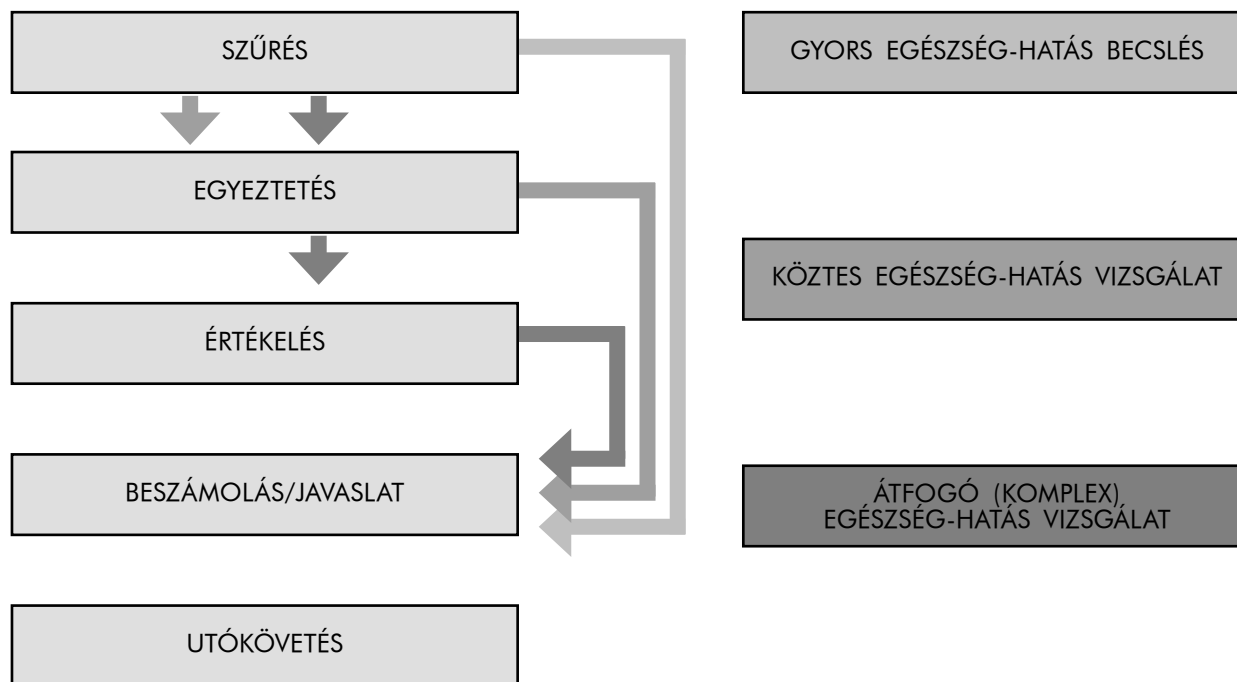 SZŰRÉS
EGYEZTETÉS
ÉRTÉKELÉS
BESZÁMOLÁS/JAVASLAT
UTÓKÖVETÉS
GYORS EGÉSZSÉG-HATÁS BECSLÉS
KÖZTES EGÉSZSÉG-HATÁS VIZSGÁLAT
ÁTFOGÓ (KOMPLEX)
EGÉSZSÉG-HATÁS VIZSGÁLAT